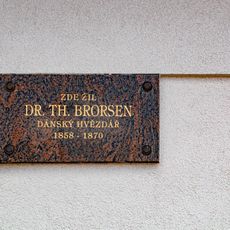 ZDE ŽIL
DR. TH. BRORSEN
DÁNSKÝ HVĚZDÁŘ
1858 - 1870